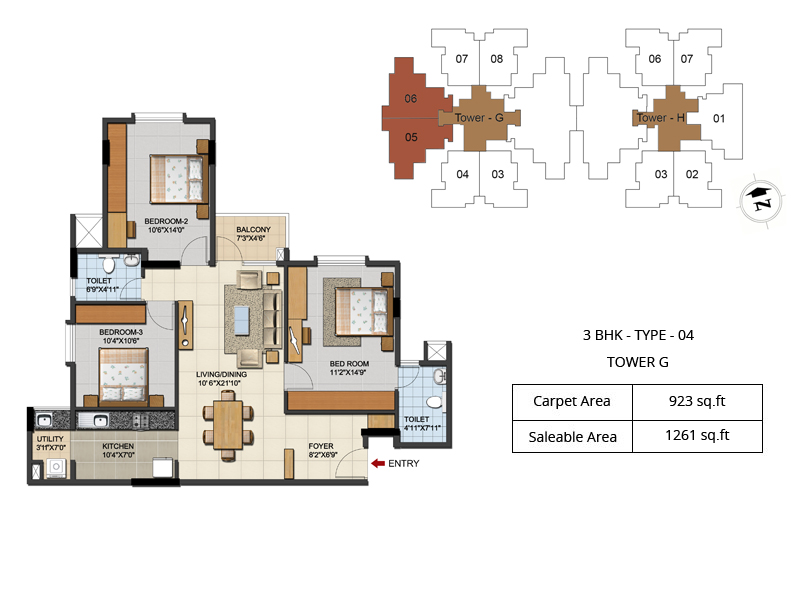 07 08
06 07
06
Tower - G
Tower - H
01
05
04 03
03 02
N
BEDROOM-2
10'6"X14'0"
BALCONY
7'3"X4'6"
TOILET
6'9"X4'11"
BEDROOM-3
10'4"X10'6"
LIVING/DINING
10' 6"X21'10"
BED ROOM
11'2"X14'9"
TOILET
4'11"X7'11"
UTILITY
3'11"X7'0"
KITCHEN
10'4"X7'0"
FOYER
8'2"X6'9"
ENTRY
3 BHK - TYPE - 04
TOWER G
Carpet Area 923 sq.ft
Saleable Area 1261 sq.ft